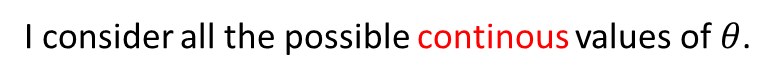 I consider all the possible continous values of θ.